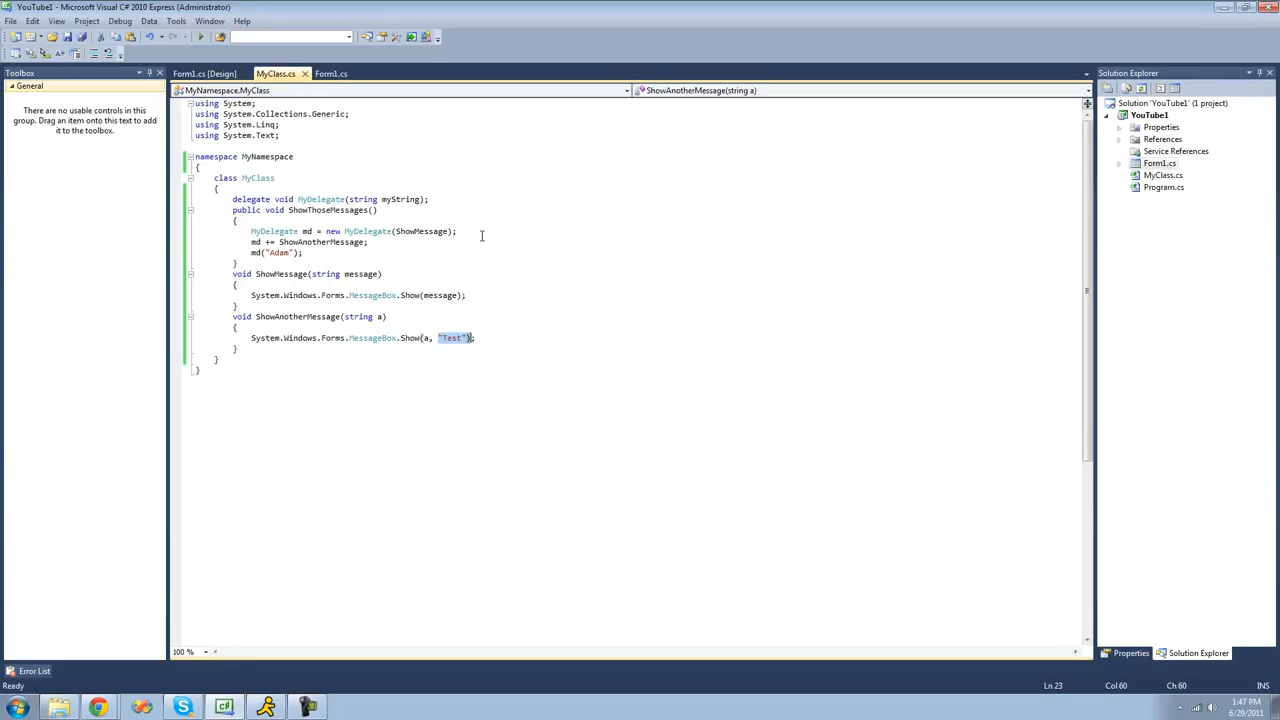 YouTube1 - Microsoft Visual C# 2010 Express (Administrator)
File Edit View Project Debug Data Tools Window Help
Toolbox
General
There are no usable controls in this
group. Drag an item onto this text to add
it to the toolbox.
Form1.cs [Design] MyClass.cs Form1.cs
MyNamespace.MyClass ShowAnotherMessage(string a)
using System;
using System.Collections.Generic;
using System.Linq;
using System.Text;
namespace MyNamespace
{
class MyClass
{
delegate void MyDelegate(string myString);
public void ShowThoseMessages()
{
MyDelegate md = new MyDelegate(ShowMessage);
md += ShowAnotherMessage;
md("Adam");
}
void ShowMessage(string message)
{
System.Windows.Forms.MessageBox.Show(message);
}
void ShowAnotherMessage(string a)
{
System.Windows.Forms.MessageBox.Show(a, "Test");
}
}
}
100 %
Solution Explorer
Solution 'YouTube1' (1 project)
YouTube1
Properties
References
Service References
Form1.cs
MyClass.cs
Program.cs
Properties Solution Explorer
Error List
Ready Ln 23 Col 60 Ch 60 INS
1:47 PM
6/29/2011